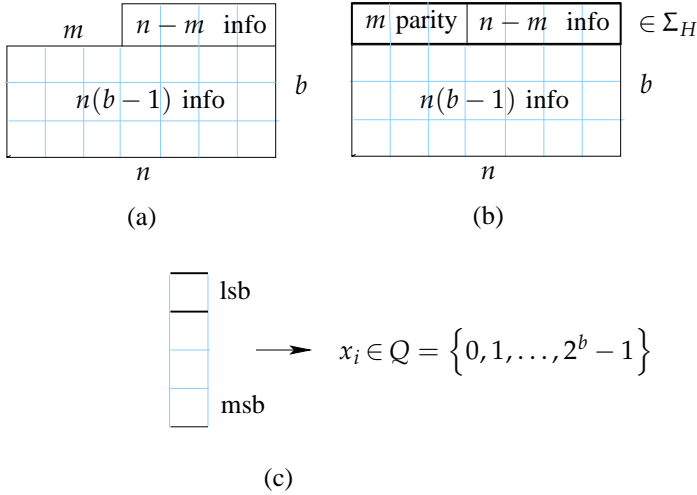 m n − m info
n(b − 1) info b
n
(a)
m parity n − m info ∈ Σ_H
n(b − 1) info b
n
(b)
lsb
x_i ∈ Q = {0, 1, . . . , 2^b − 1}
msb
(c)